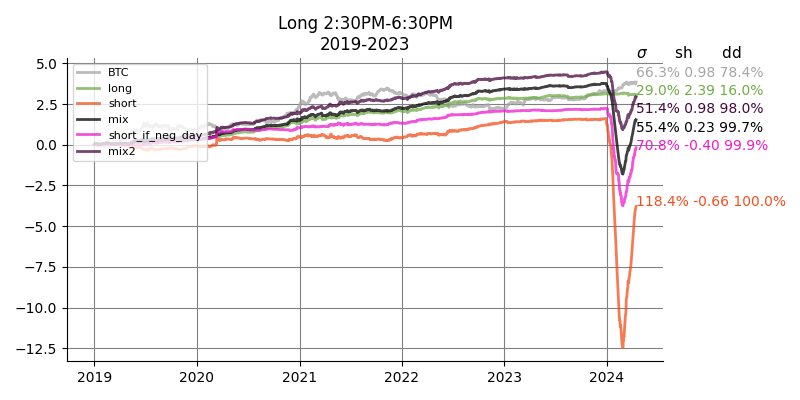 Long 2:30PM-6:30PM
2019-2023
σ sh dd
66.3% 0.98 78.4%
29.0% 2.39 16.0%
51.4% 0.98 98.0%
55.4% 0.23 99.7%
70.8% -0.40 99.9%
118.4% -0.66 100.0%
BTC
long
short
mix
short_if_neg_day
mix2
5.0
2.5
0.0
−2.5
−5.0
−7.5
−10.0
−12.5
2019 2020 2021 2022 2023 2024